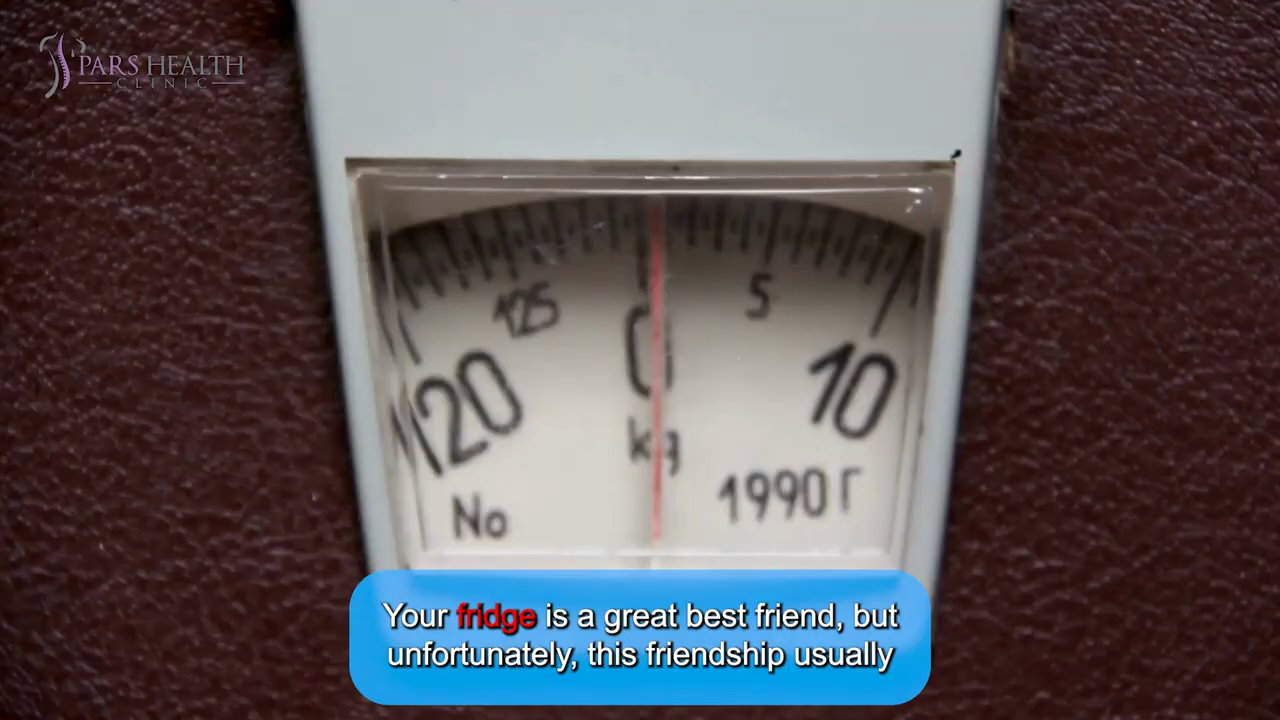 PARS HEALTH
CLINIC
125
0
5
120
10
kg
No
1990 Г
Your fridge is a great best friend, but
unfortunately, this friendship usually